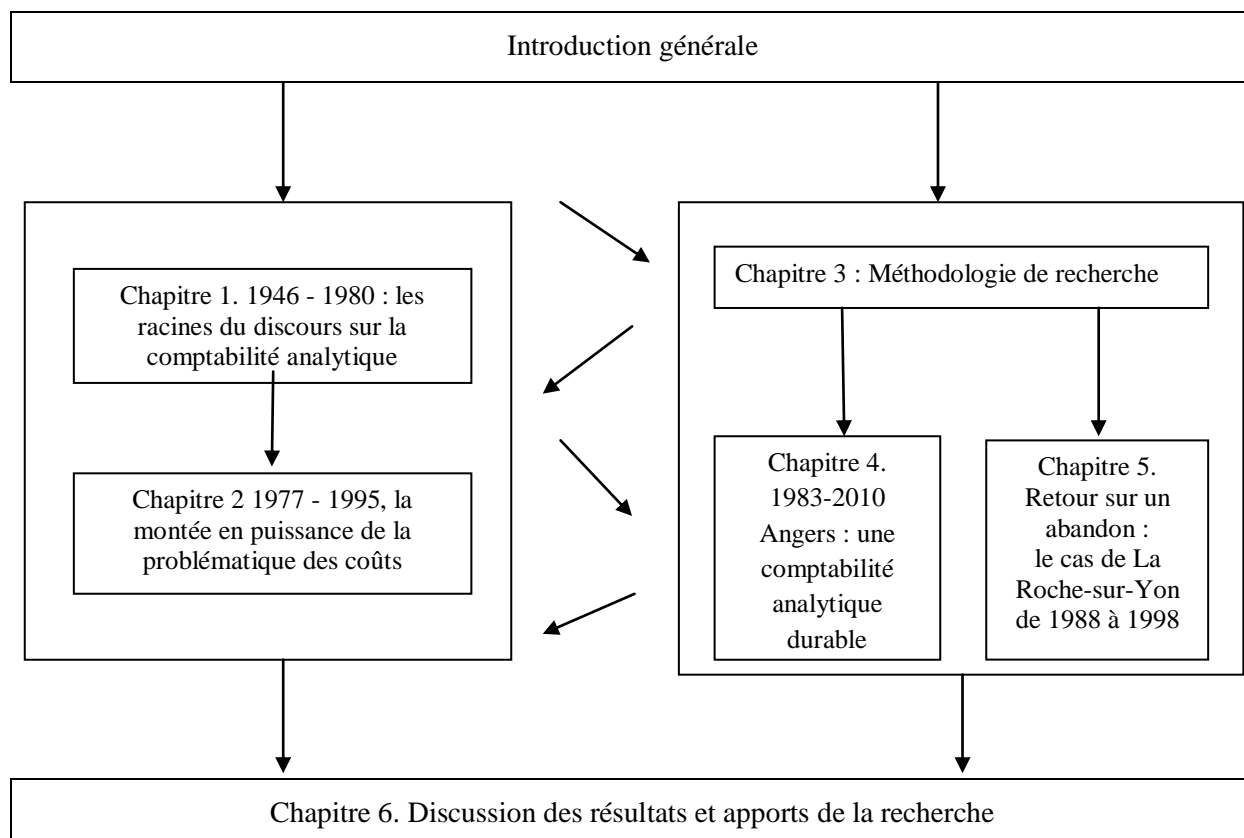 Introduction générale
Chapitre 1. 1946 - 1980 : les
racines du discours sur la
comptabilité analytique
Chapitre 2 1977 - 1995, la
montée en puissance de la
problématique des coûts
Chapitre 3 : Méthodologie de recherche
Chapitre 4.
1983-2010
Angers : une
comptabilité
analytique
durable
Chapitre 5.
Retour sur un
abandon :
le cas de La
Roche-sur-Yon
de 1988 à 1998
Chapitre 6. Discussion des résultats et apports de la recherche